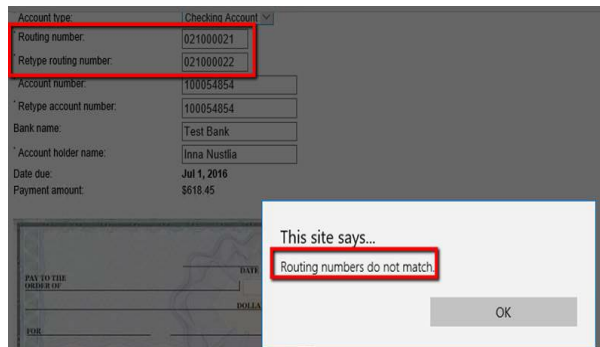 Account type: Checking Account
* Routing number: 021000021
* Retype routing number: 021000022
* Account number: 100054854
* Retype account number: 100054854
Bank name: Test Bank
* Account holder name: Inna Nustlia
Date due: Jul 1, 2016
Payment amount: $618.45
This site says...
Routing numbers do not match.
OK
PAY TO THE
ORDER OF
DATE
DOLLA
FOR